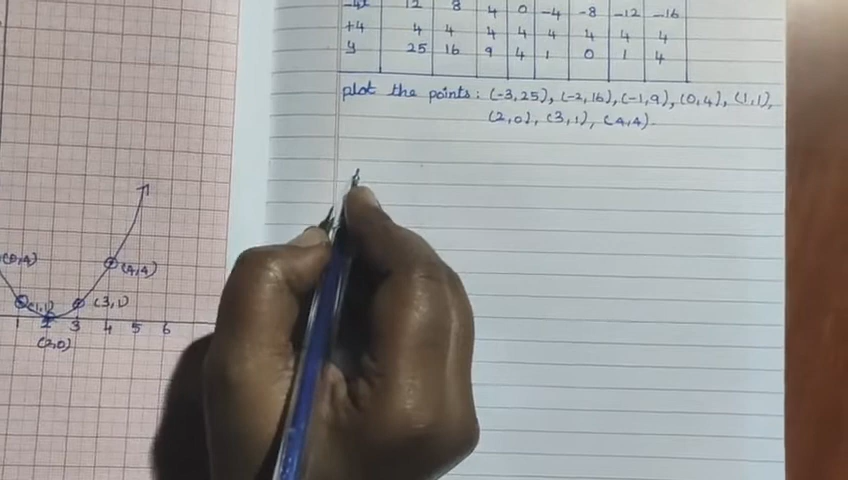 -4x 12 8 4 0 -4 -8 -12 -16
+4 4 4 4 4 4 4 4 4
y 25 16 9 4 1 0 1 4
plot the points: (-3,25), (-2,16), (-1,9), (0,4), (1,1),
(2,0), (3,1), (4,4).
(0,4)
(4,4)
(1,1)
(3,1)
1 2 3 4 5 6
(2,0)